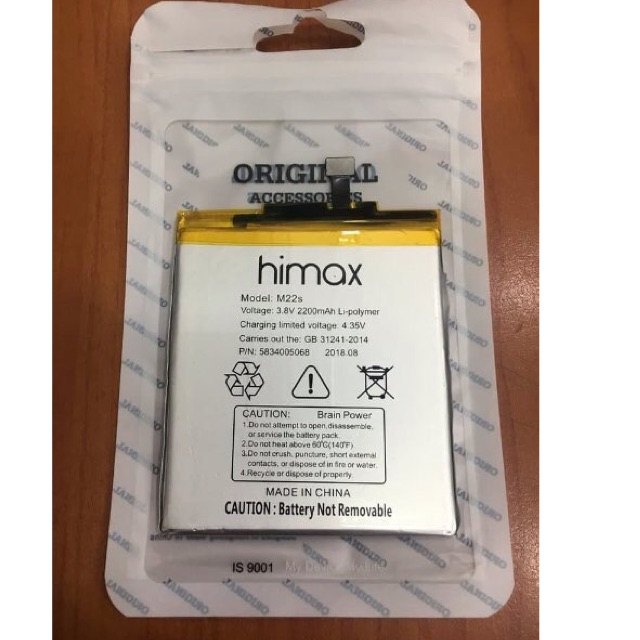 ORIGINAL
ACCESSORIES
himax
Model: M22s
Voltage: 3.8V 2200mAh Li-polymer
Charging limited voltage: 4.35V
Carries out the: GB 31241-2014
P/N: 5834005068 2018.08
CAUTION: Brain Power
1.Do not attempt to open,disassemble,
or service the battery pack.
2.Do not heat above 60℃(140℉).
3.Do not crush, puncture, short external
contacts, or dispose of in fire or water.
4.Recycle or dispose of properly.
MADE IN CHINA
CAUTION : Battery Not Removable
IS 9001